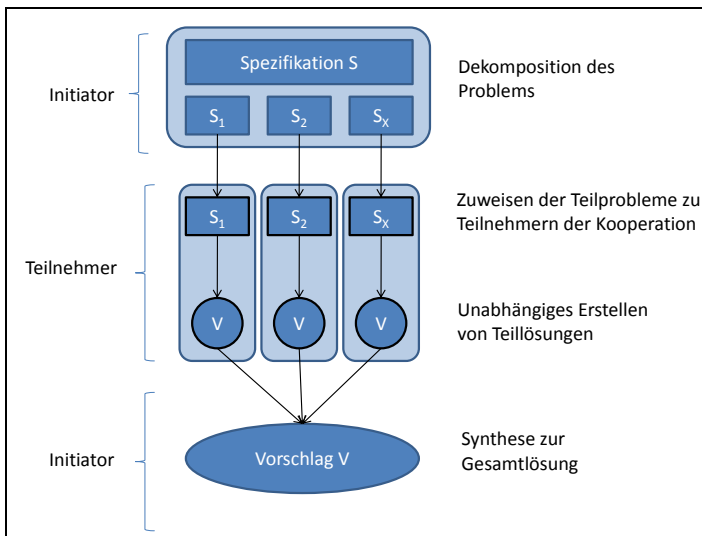 Spezifikation S
Dekomposition des
Problems
Initiator
S₁ S₂ Sₓ
Zuweisen der Teilprobleme zu
Teilnehmern der Kooperation
S₁ S₂ Sₓ
Teilnehmer
Unabhängiges Erstellen
von Teillösungen
V V V
Initiator
Vorschlag V
Synthese zur
Gesamtlösung